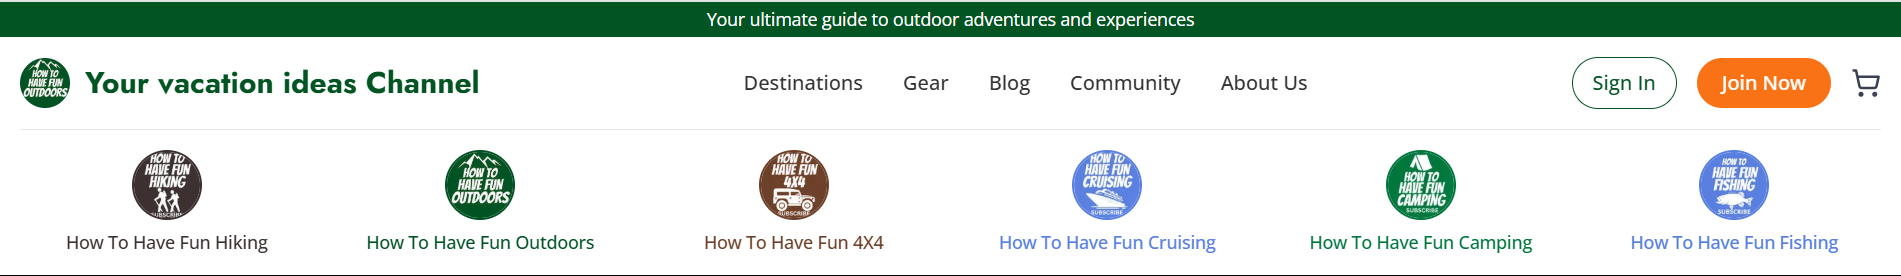 Your ultimate guide to outdoor adventures and experiences
HOW TO
HAVE FUN
OUTDOORS
Your vacation ideas Channel
Destinations
Gear
Blog
Community
About Us
Sign In
Join Now
HOW TO
HAVE FUN
HIKING
SUBSCRIBE
HOW TO
HAVE FUN
OUTDOORS
HOW TO
HAVE FUN
4X4
SUBSCRIBE
HOW TO
HAVE FUN
CRUISING
SUBSCRIBE
HOW TO
HAVE FUN
CAMPING
SUBSCRIBE
HOW TO
HAVE FUN
FISHING
SUBSCRIBE
How To Have Fun Hiking
How To Have Fun Outdoors
How To Have Fun 4X4
How To Have Fun Cruising
How To Have Fun Camping
How To Have Fun Fishing